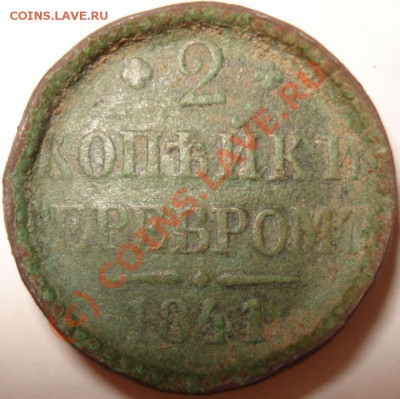 COINS.LAVE.RU
2
КОПѢЙКИ
СЕРЕБРОМЪ
1841
(c) COINS.LAVE.RU